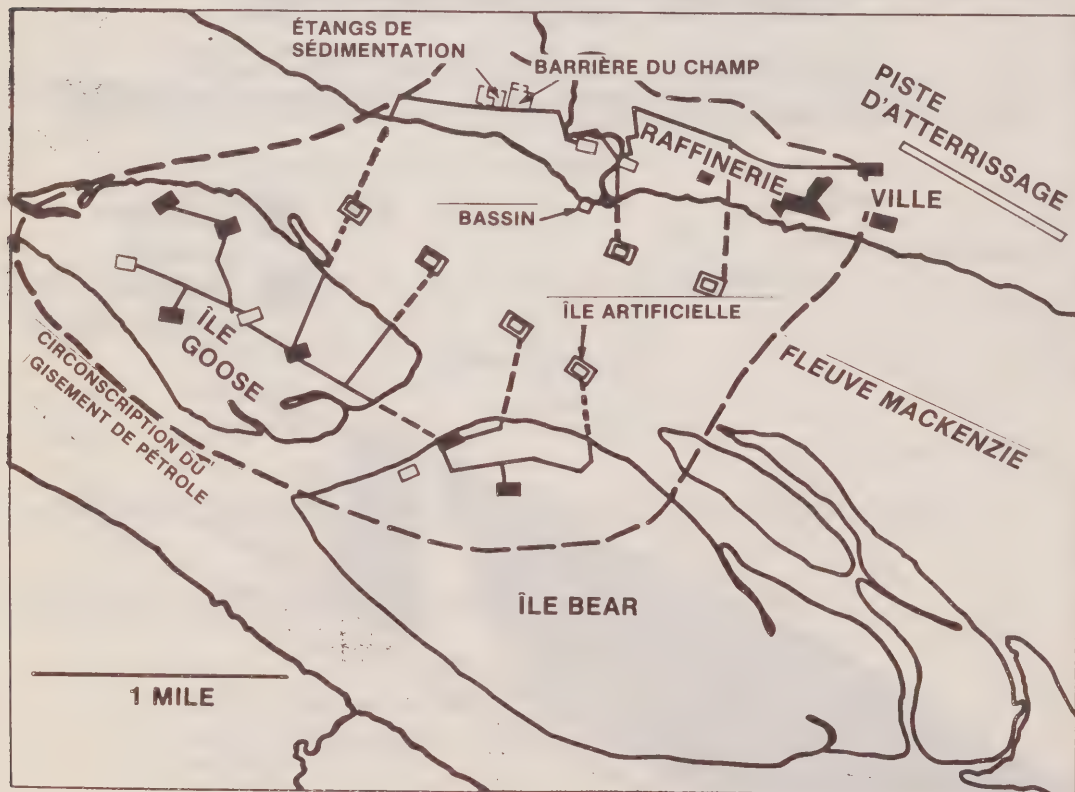 ÉTANGS DE
SÉDIMENTATION
BARRIÈRE DU CHAMP
PISTE
D'ATTERRISSAGE
RAFFINERIE
VILLE
BASSIN
ÎLE ARTIFICIELLE
ÎLE
GOOSE
CIRCONSCRIPTION DU
GISEMENT DE PÉTROLE
FLEUVE MACKENZIE
ÎLE BEAR
1 MILE